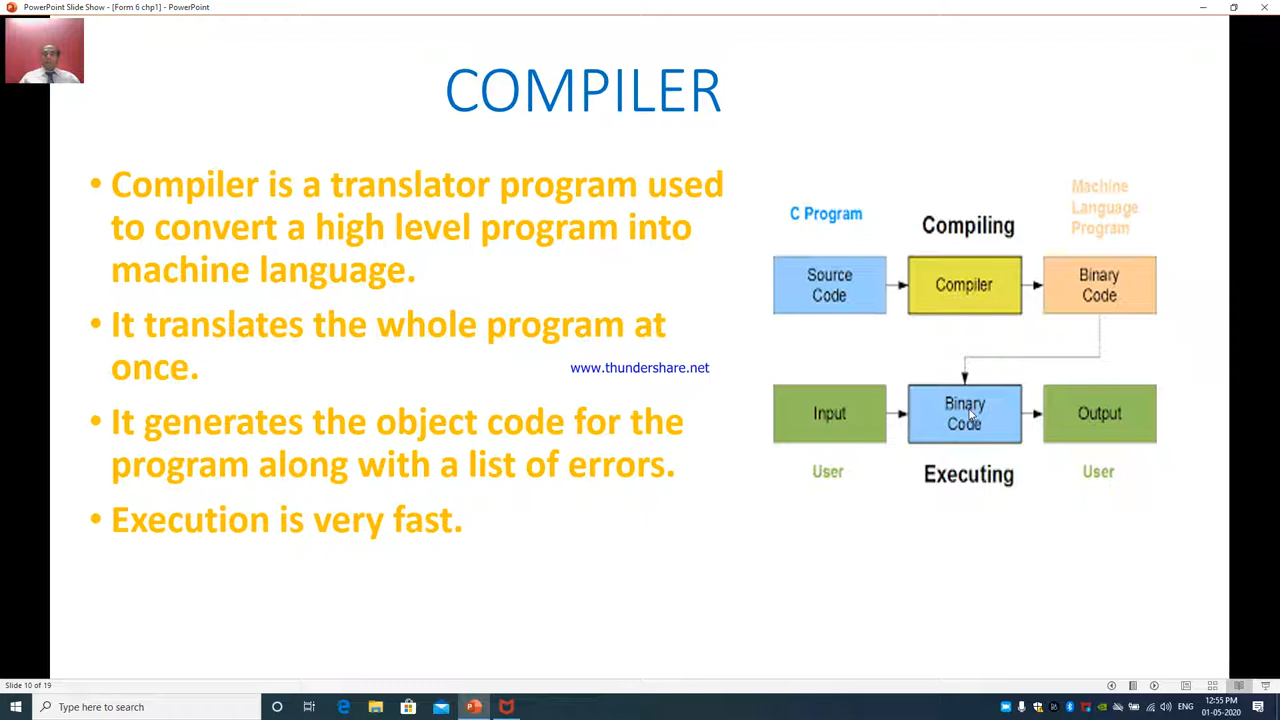 PowerPoint Slide Show - [Form 6 chp1] - PowerPoint
COMPILER
• Compiler is a translator program used
to convert a high level program into
machine language.
• It translates the whole program at
once.
• It generates the object code for the
program along with a list of errors.
• Execution is very fast.
www.thundershare.net
C Program
Compiling
Machine
Language
Program
Source
Code
Compiler
Binary
Code
Input
Binary
Code
Output
User
Executing
User
Slide 10 of 19
Type here to search
ENG
12:55 PM
01-05-2020